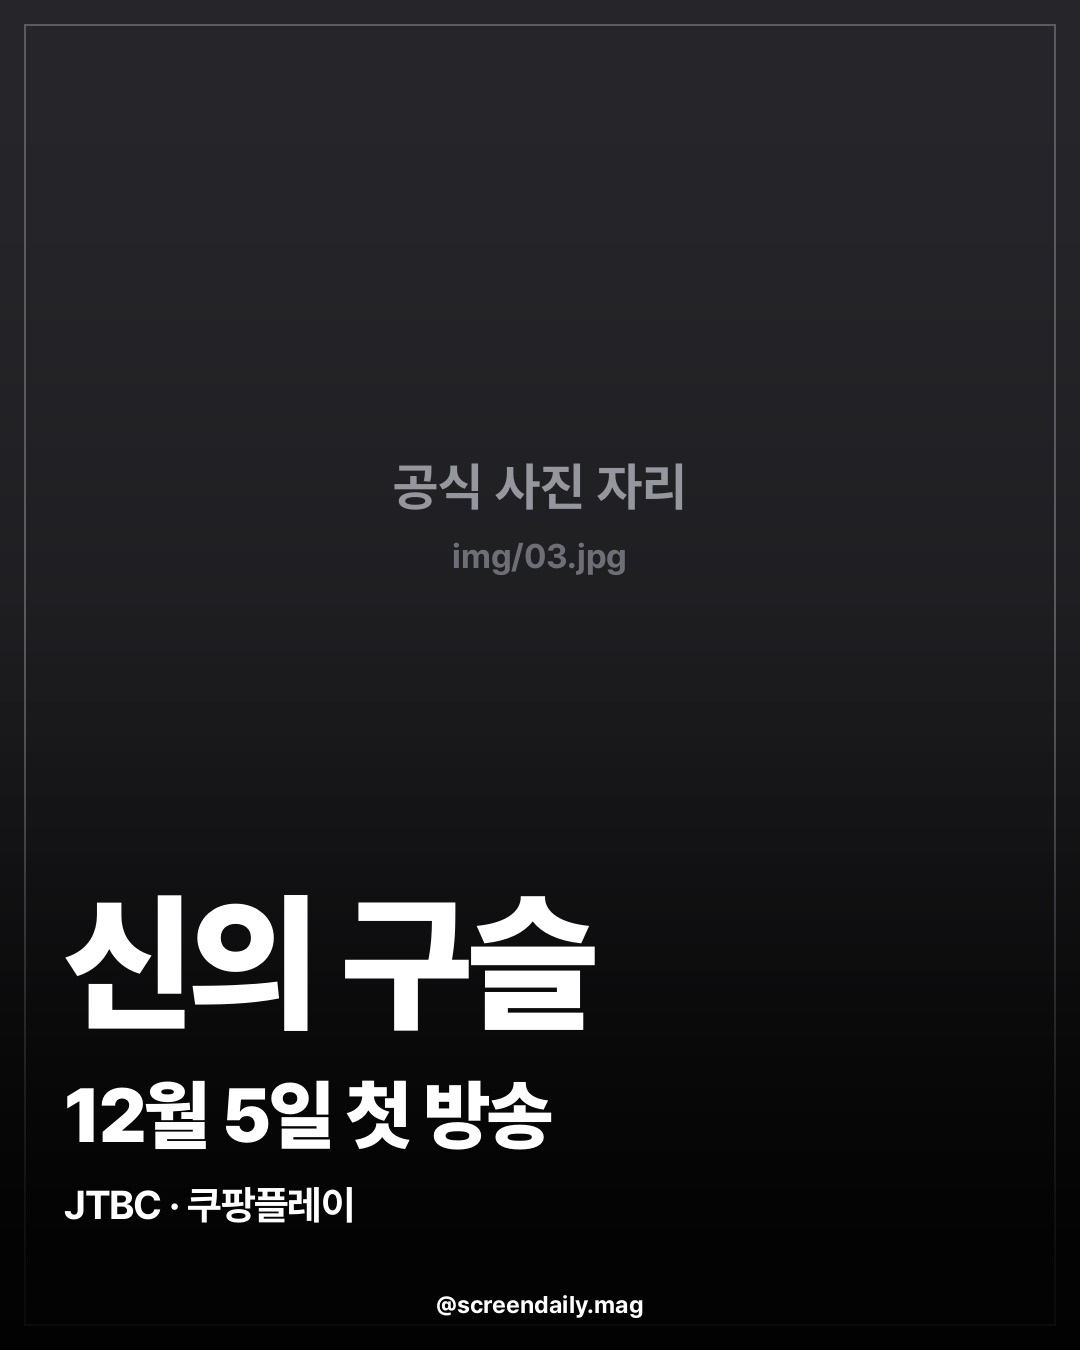 공식 사진 자리
img/03.jpg
신의 구슬
12월 5일 첫 방송
JTBC · 쿠팡플레이
@screendaily.mag